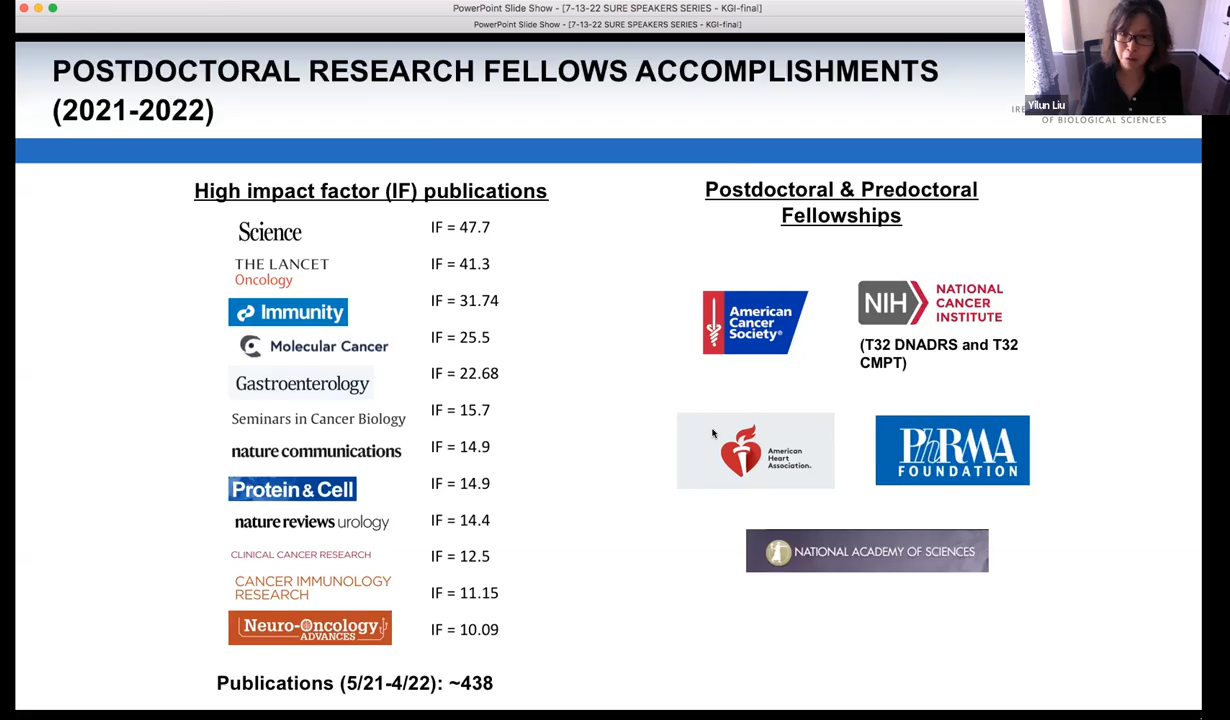 PowerPoint Slide Show - [7-13-22 SURE SPEAKERS SERIES - KGI-final]
PowerPoint Slide Show - [7-13-22 SURE SPEAKERS SERIES - KGI-final]
POSTDOCTORAL RESEARCH FELLOWS ACCOMPLISHMENTS
(2021-2022)
Yilun Liu
OF BIOLOGICAL SCIENCES
High impact factor (IF) publications
Science IF = 47.7
THE LANCET
Oncology IF = 41.3
Immunity IF = 31.74
Molecular Cancer IF = 25.5
Gastroenterology IF = 22.68
Seminars in Cancer Biology IF = 15.7
nature communications IF = 14.9
Protein & Cell IF = 14.9
nature reviews urology IF = 14.4
CLINICAL CANCER RESEARCH IF = 12.5
CANCER IMMUNOLOGY
RESEARCH IF = 11.15
Neuro-Oncology
ADVANCES IF = 10.09
Publications (5/21-4/22): ~438
Postdoctoral & Predoctoral
Fellowships
American
Cancer
Society®
NIH NATIONAL
CANCER
INSTITUTE
(T32 DNADRS and T32
CMPT)
American
Heart
Association.
PhRMA
FOUNDATION
NATIONAL ACADEMY OF SCIENCES